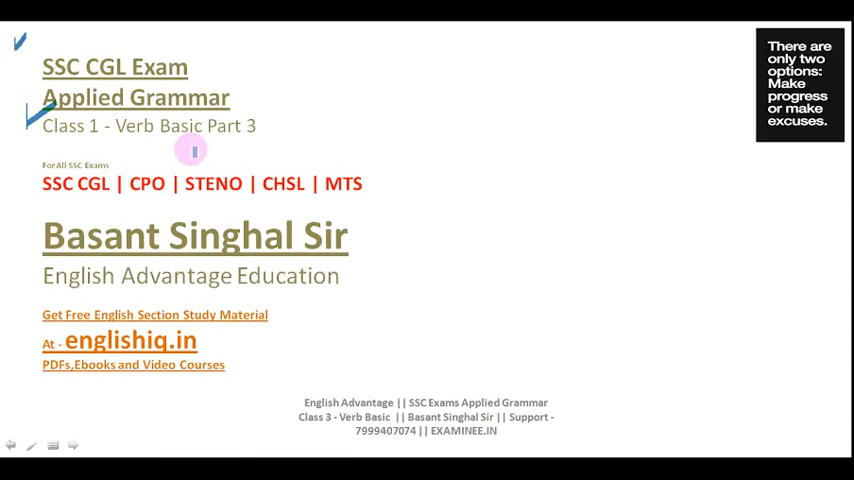 SSC CGL Exam
Applied Grammar
Class 1 - Verb Basic Part 3
For All SSC Exams
SSC CGL | CPO | STENO | CHSL | MTS
Basant Singhal Sir
English Advantage Education
Get Free English Section Study Material
At - englishiq.in
PDFs,Ebooks and Video Courses
There are
only two
options:
Make
progress
or make
excuses.
English Advantage || SSC Exams Applied Grammar
Class 3 - Verb Basic || Basant Singhal Sir || Support -
7999407074 || EXAMINEE.IN